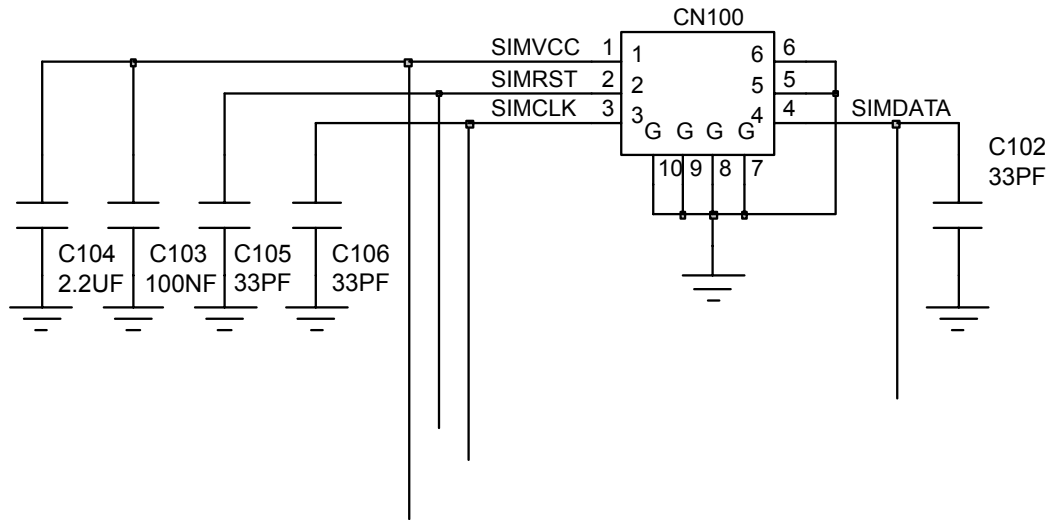 CN100
SIMVCC 1 1 6 6
SIMRST 2 2 5 5
SIMCLK 3 3 4 4 SIMDATA
G G G G
10 9 8 7
C102
33PF
C104 C103 C105 C106
2.2UF 100NF 33PF 33PF